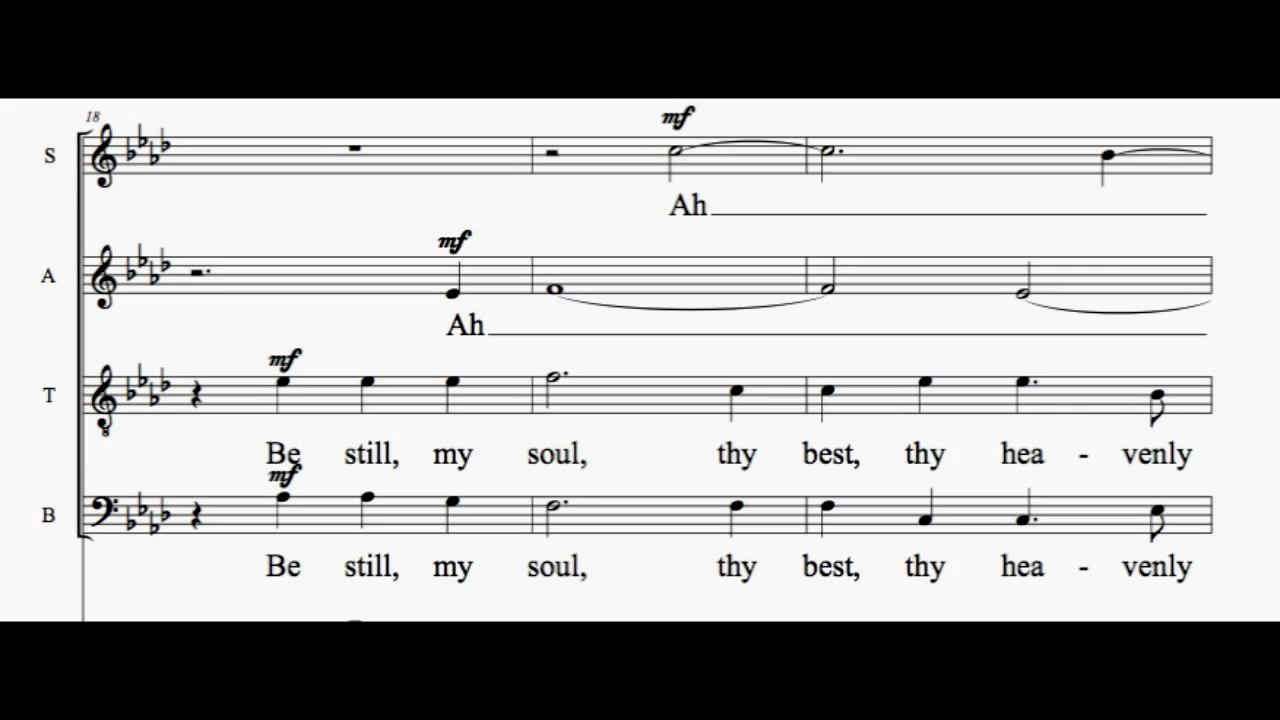 18
mf
S
Ah
mf
A
Ah
mf
T
Be still, my soul, thy best, thy hea - venly
mf
B
Be still, my soul, thy best, thy hea - venly